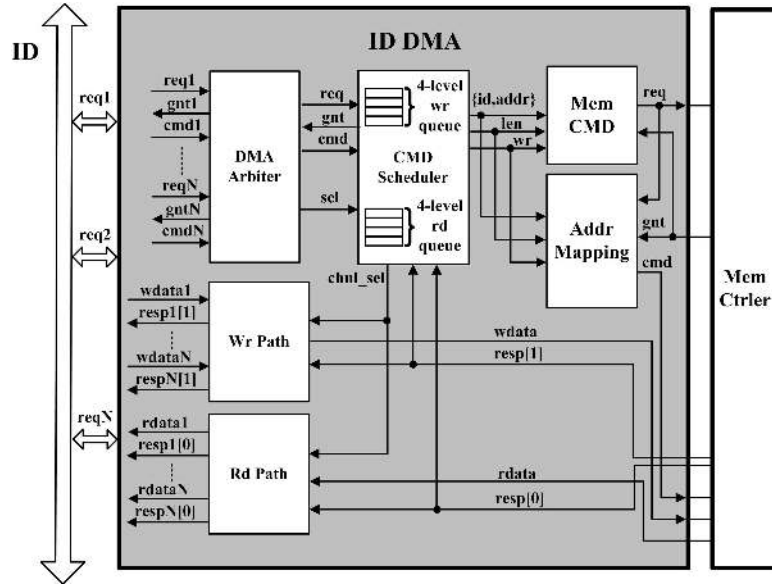 ID DMA
ID
req1
req2
reqN
req1
gnt1
cmd1
reqN
gntN
cmdN
DMA
Arbiter
req
gnt
cmd
sel
4-level
wr
queue
CMD
Scheduler
4-level
rd
queue
{id,addr}
len
wr
Mem
CMD
req
Addr
Mapping
gnt
cmd
Mem
Ctrler
chnl_sel
wdata1
resp1[1]
wdataN
respN[1]
Wr Path
wdata
resp[1]
rdata1
resp1[0]
rdataN
respN[0]
Rd Path
rdata
resp[0]